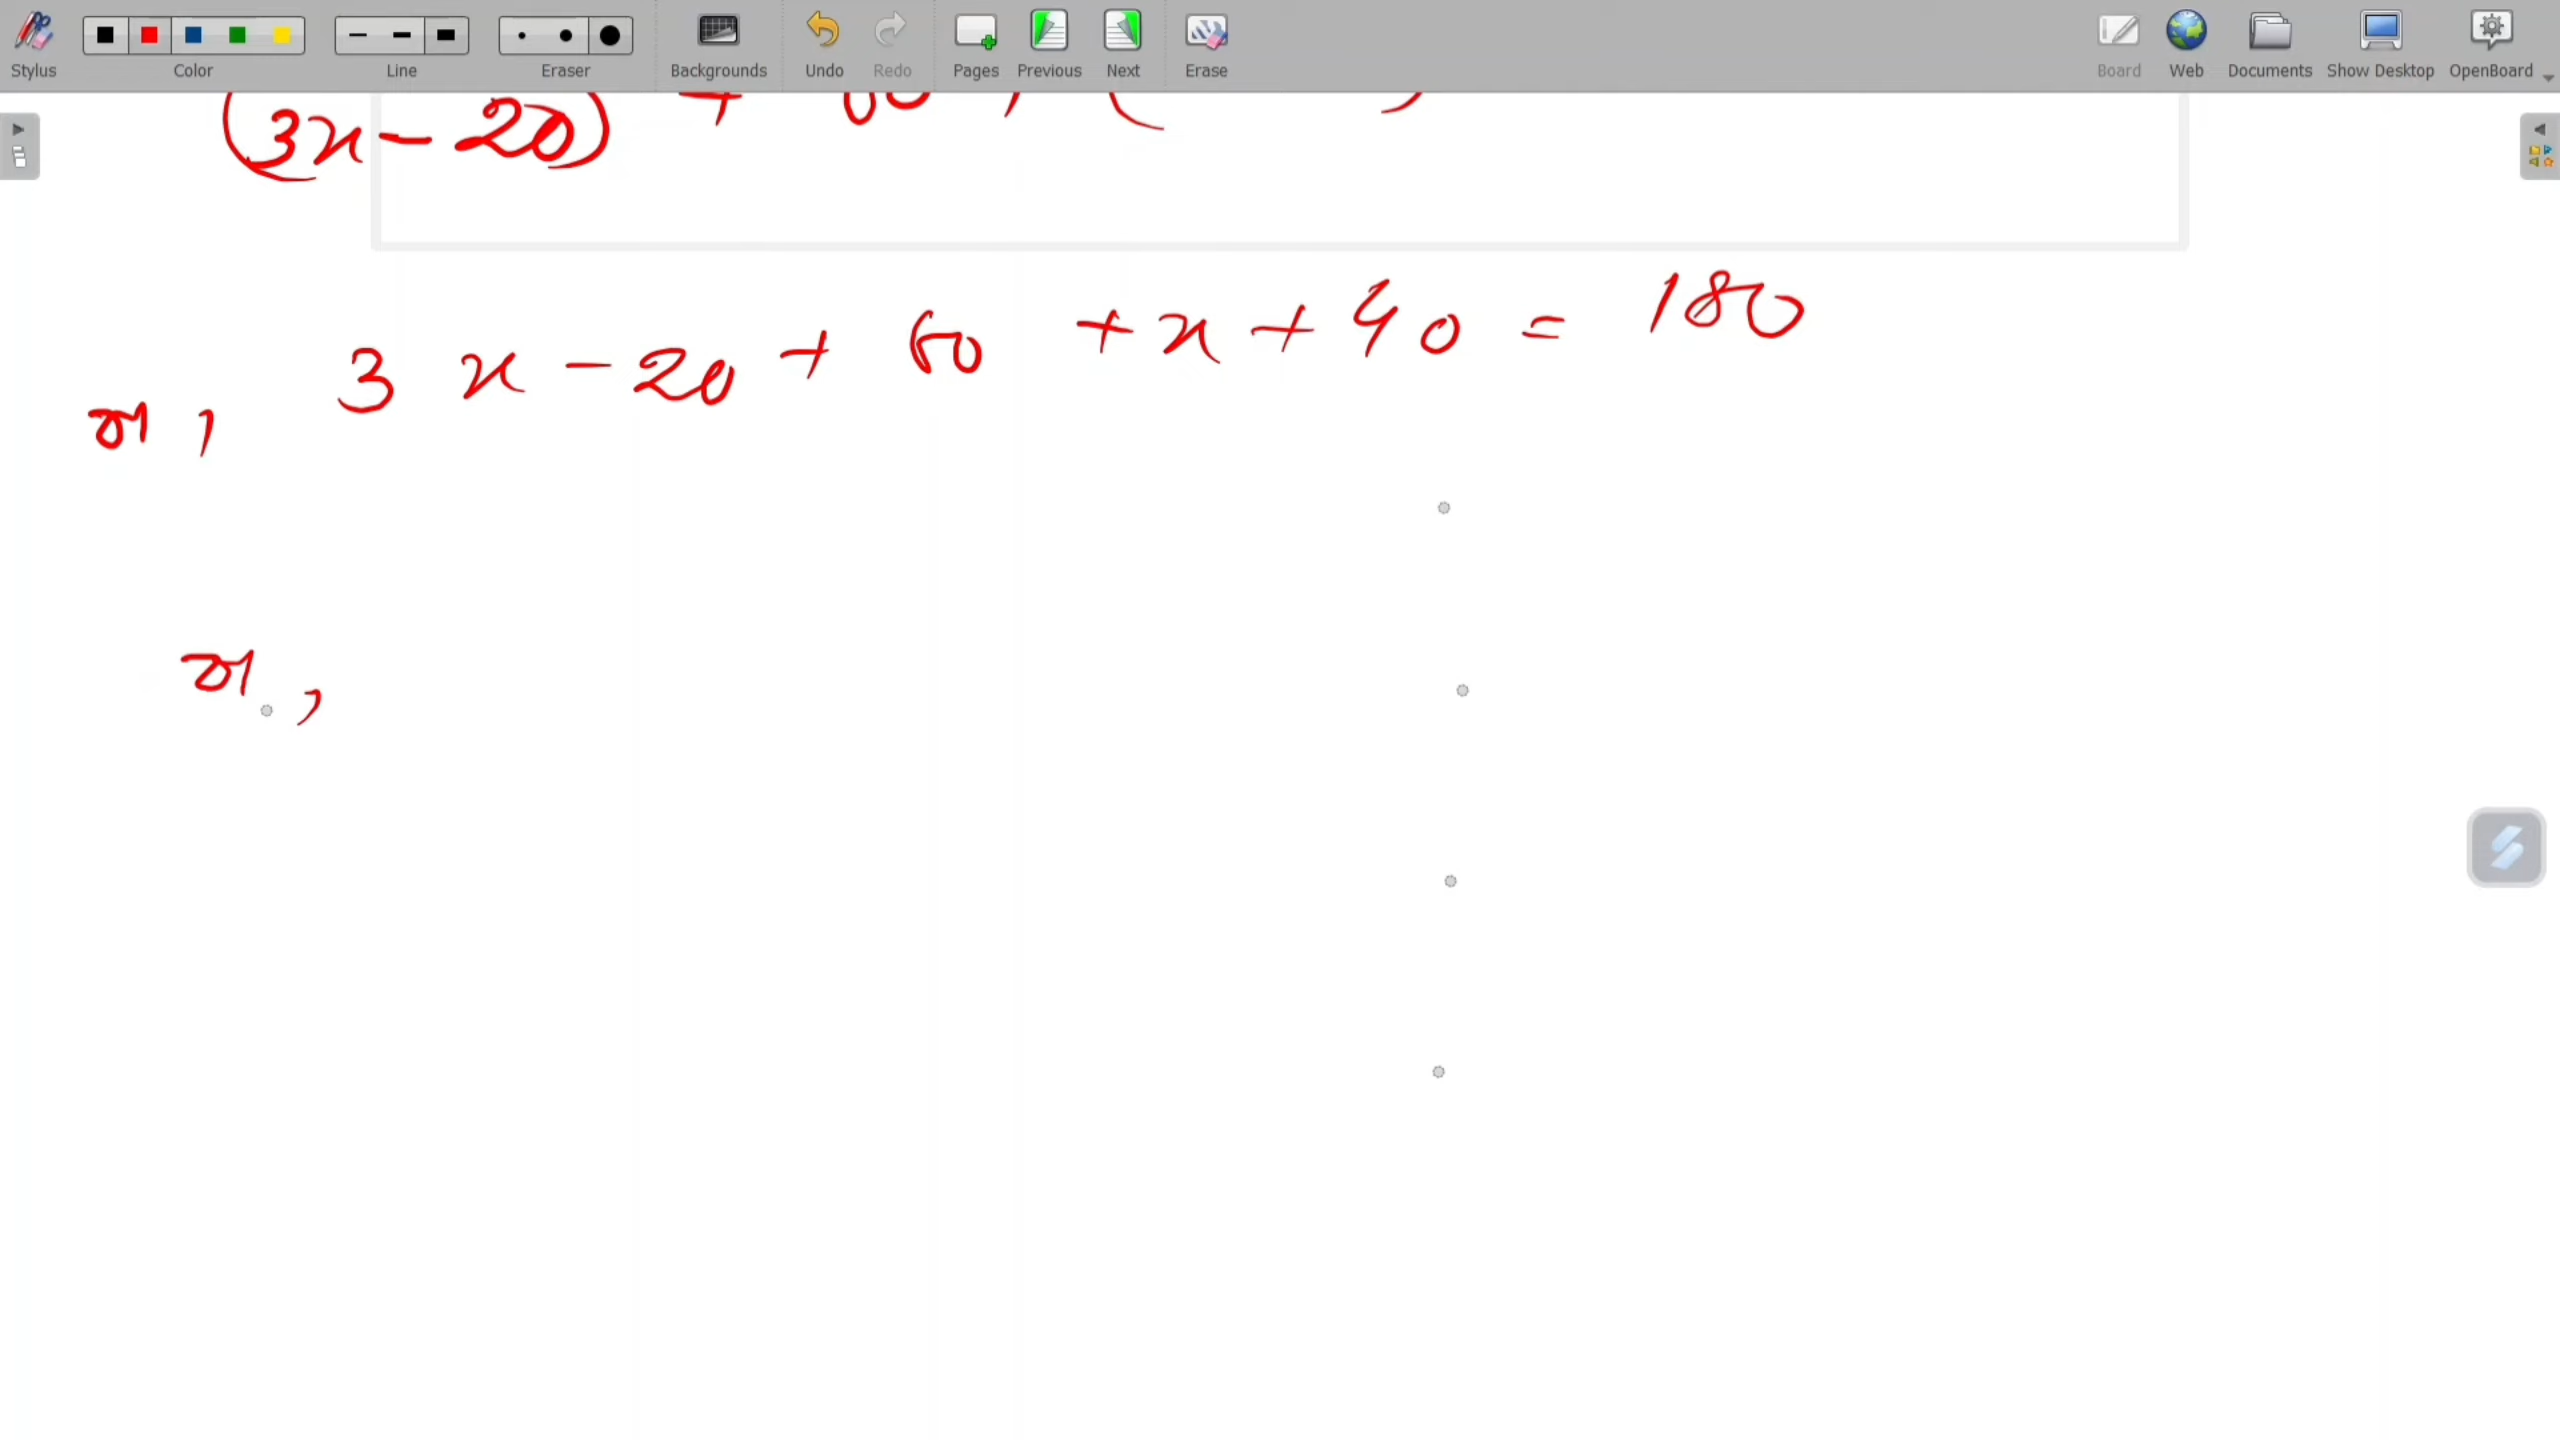 Stylus Color Line Eraser Backgrounds Undo Redo Pages Previous Next Erase Board Web Documents Show Desktop OpenBoard
(3x - 20) + 60
वा, 3x - 20 + 60 + x + 40 = 180
वा,